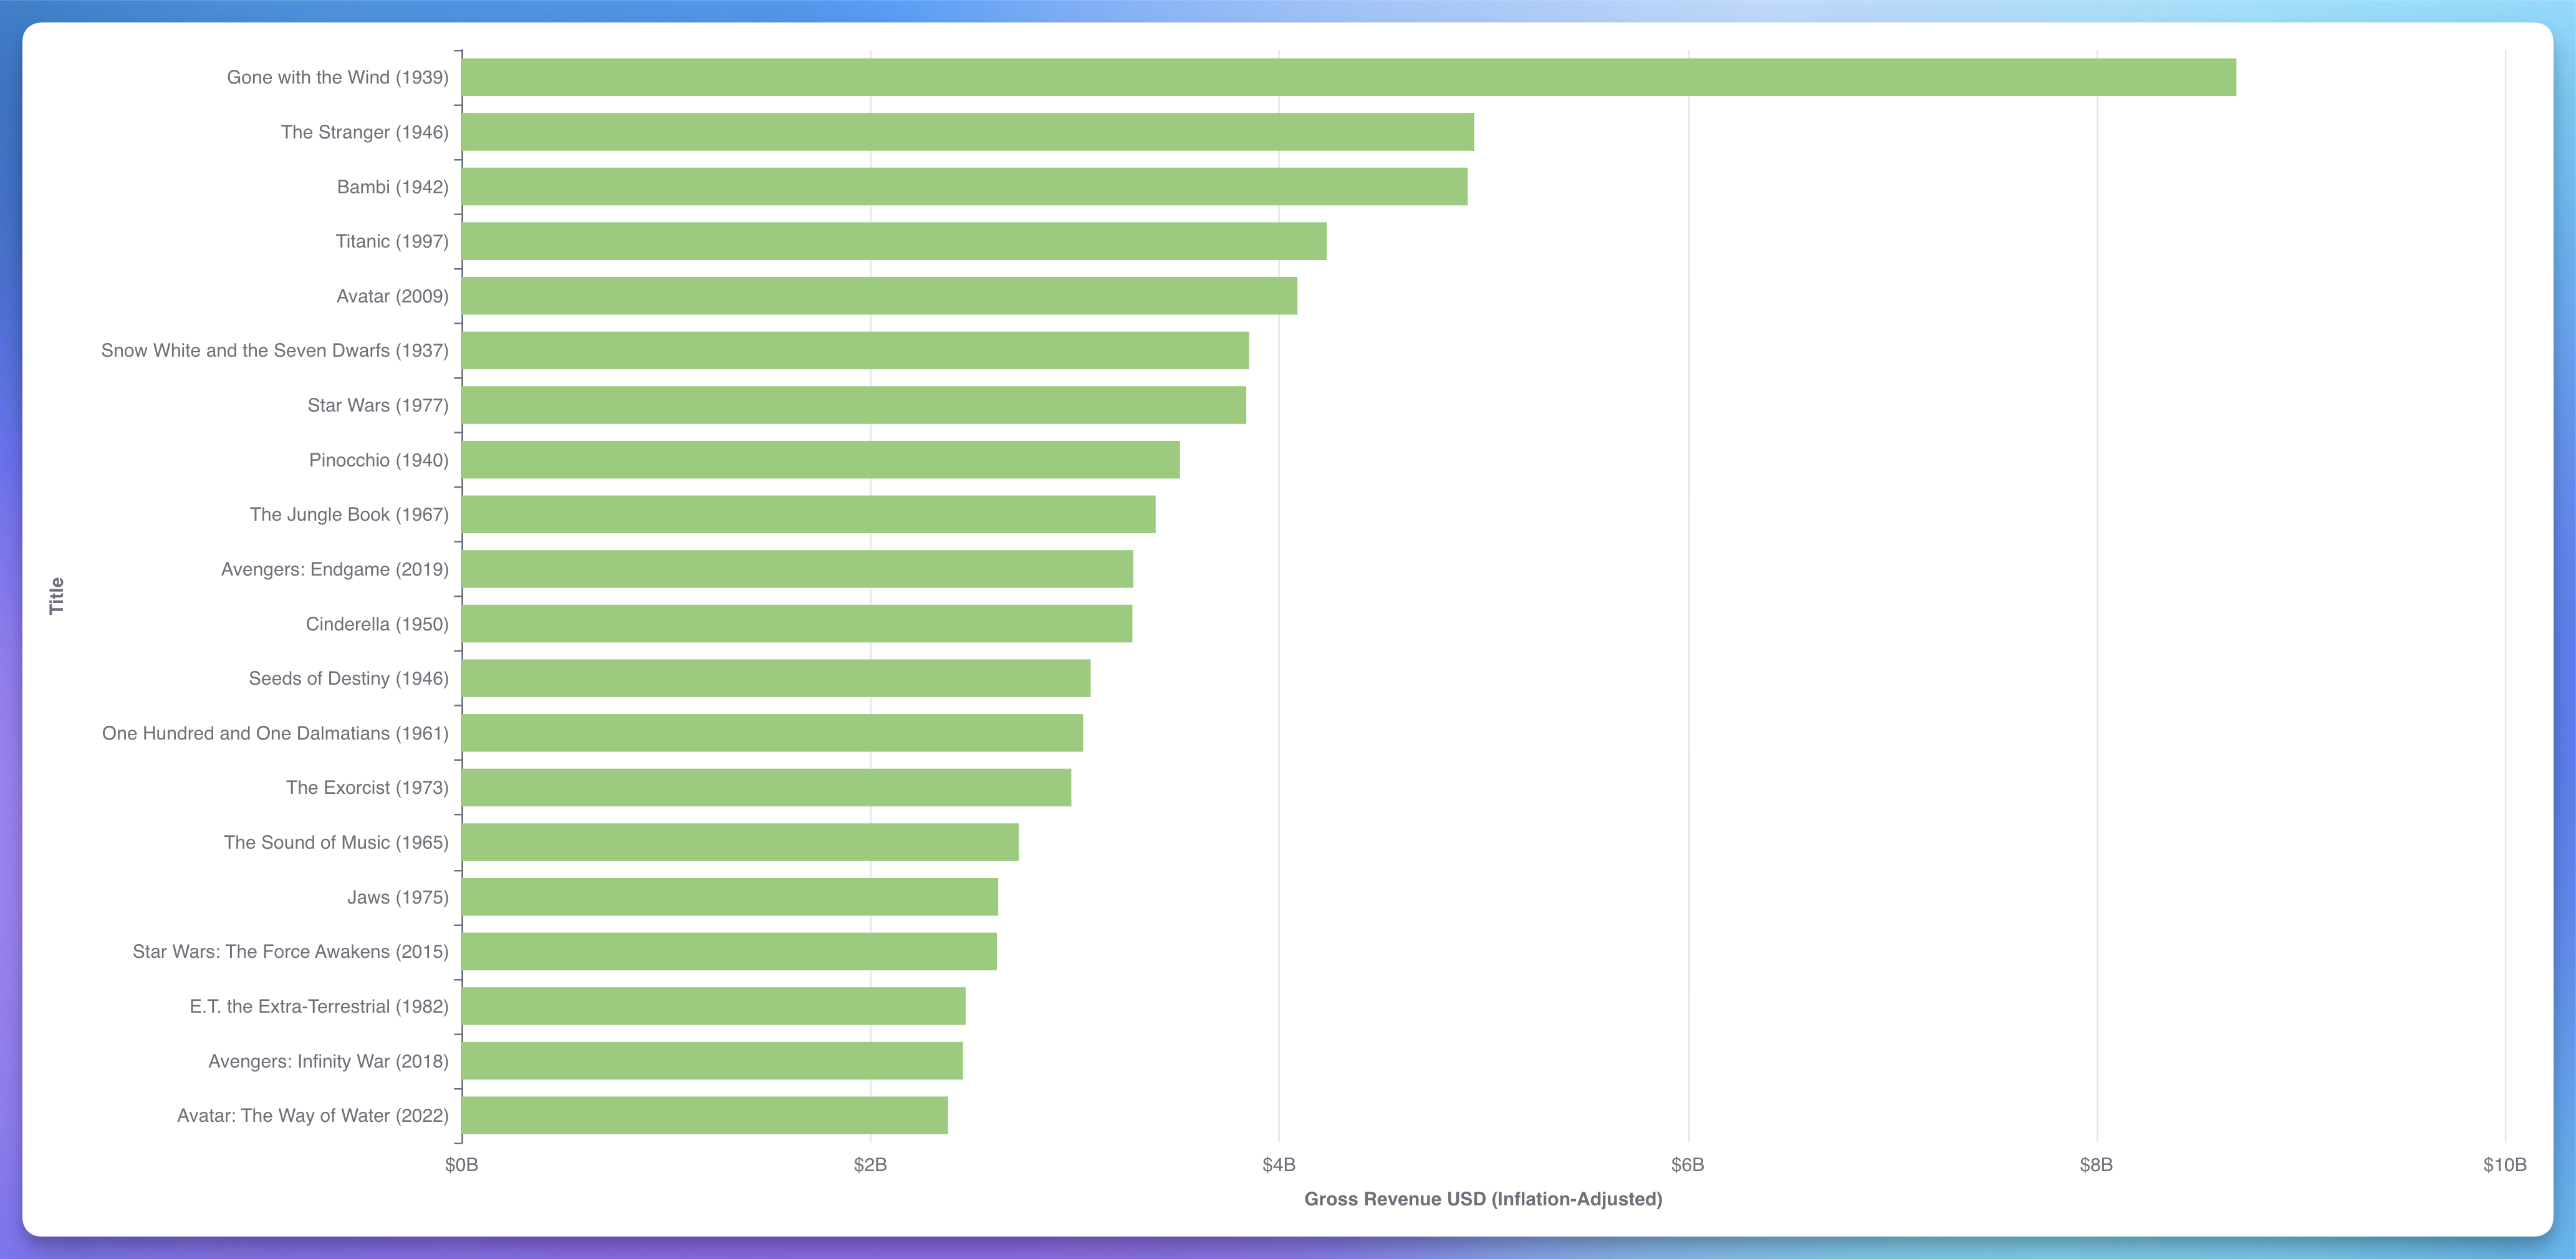 Gone with the Wind (1939)
The Stranger (1946)
Bambi (1942)
Titanic (1997)
Avatar (2009)
Snow White and the Seven Dwarfs (1937)
Star Wars (1977)
Pinocchio (1940)
The Jungle Book (1967)
Avengers: Endgame (2019)
Cinderella (1950)
Seeds of Destiny (1946)
One Hundred and One Dalmatians (1961)
The Exorcist (1973)
The Sound of Music (1965)
Jaws (1975)
Star Wars: The Force Awakens (2015)
E.T. the Extra-Terrestrial (1982)
Avengers: Infinity War (2018)
Avatar: The Way of Water (2022)
Title
$0B $2B $4B $6B $8B $10B
Gross Revenue USD (Inflation-Adjusted)